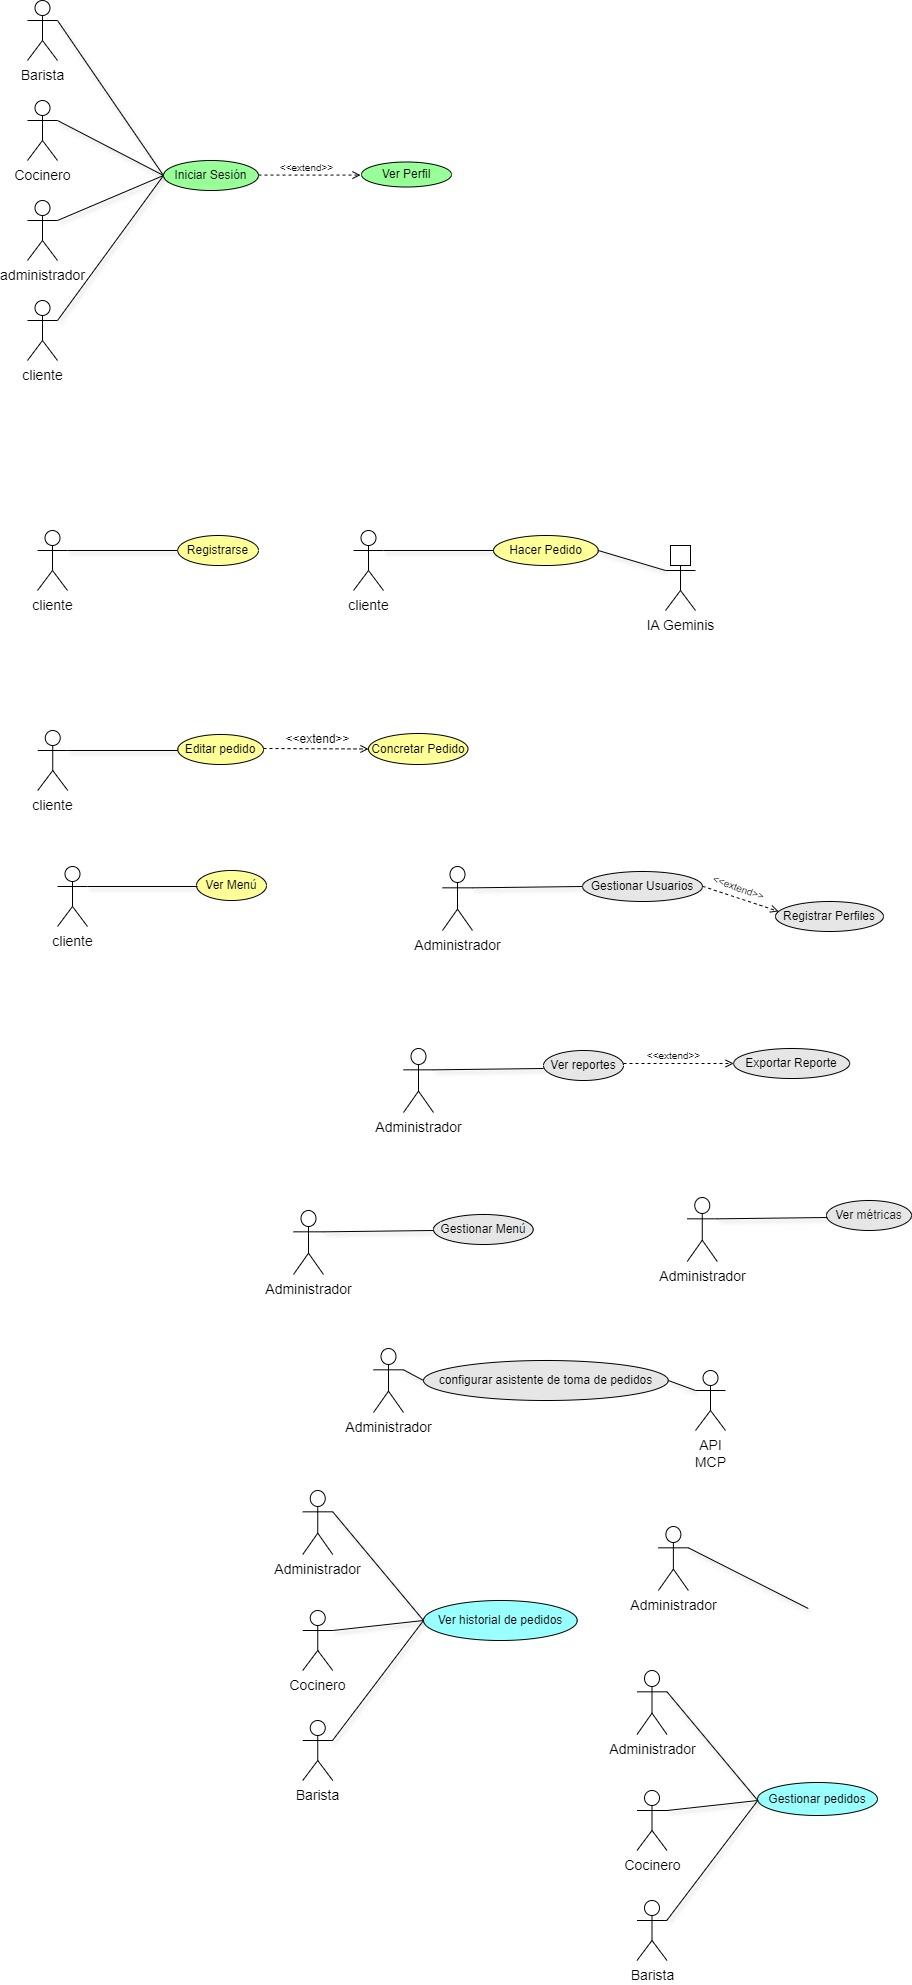 Barista
Cocinero
administrador
cliente
Iniciar Sesión
<<extend>>
Ver Perfil
cliente
Registrarse
cliente
Hacer Pedido
IA Geminis
cliente
Editar pedido
<<extend>>
Concretar Pedido
cliente
Ver Menú
Administrador
Gestionar Usuarios
<<extend>>
Registrar Perfiles
Administrador
Ver reportes
<<extend>>
Exportar Reporte
Administrador
Gestionar Menú
Administrador
Ver métricas
Administrador
configurar asistente de toma de pedidos
API
MCP
Administrador
Cocinero
Barista
Ver historial de pedidos
Administrador
Administrador
Cocinero
Barista
Gestionar pedidos